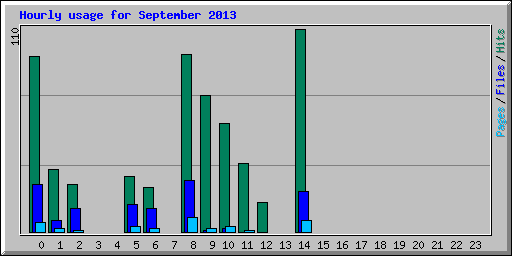 Hourly usage for September 2013
110
Pages/Files/Hits
0 1 2 3 4 5 6 7 8 9 10 11 12 13 14 15 16 17 18 19 20 21 22 23